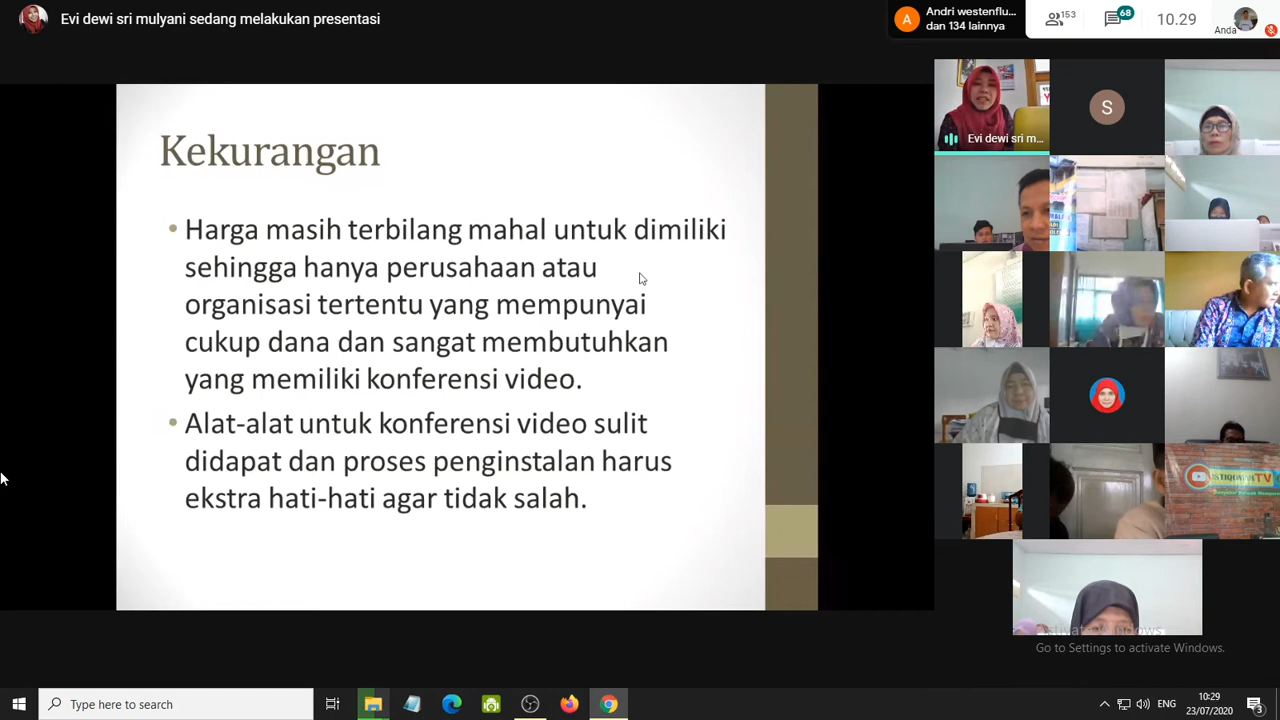 Evi dewi sri mulyani sedang melakukan presentasi
A
Andri westenflu...
dan 134 lainnya
153
68
10.29
Anda
Kekurangan
• Harga masih terbilang mahal untuk dimiliki
sehingga hanya perusahaan atau
organisasi tertentu yang mempunyai
cukup dana dan sangat membutuhkan
yang memiliki konferensi video.
• Alat-alat untuk konferensi video sulit
didapat dan proses penginstalan harus
ekstra hati-hati agar tidak salah.
Evi dewi sri m...
S
Activate Windows
Go to Settings to activate Windows.
Type here to search
ENG
10:29
23/07/2020
3